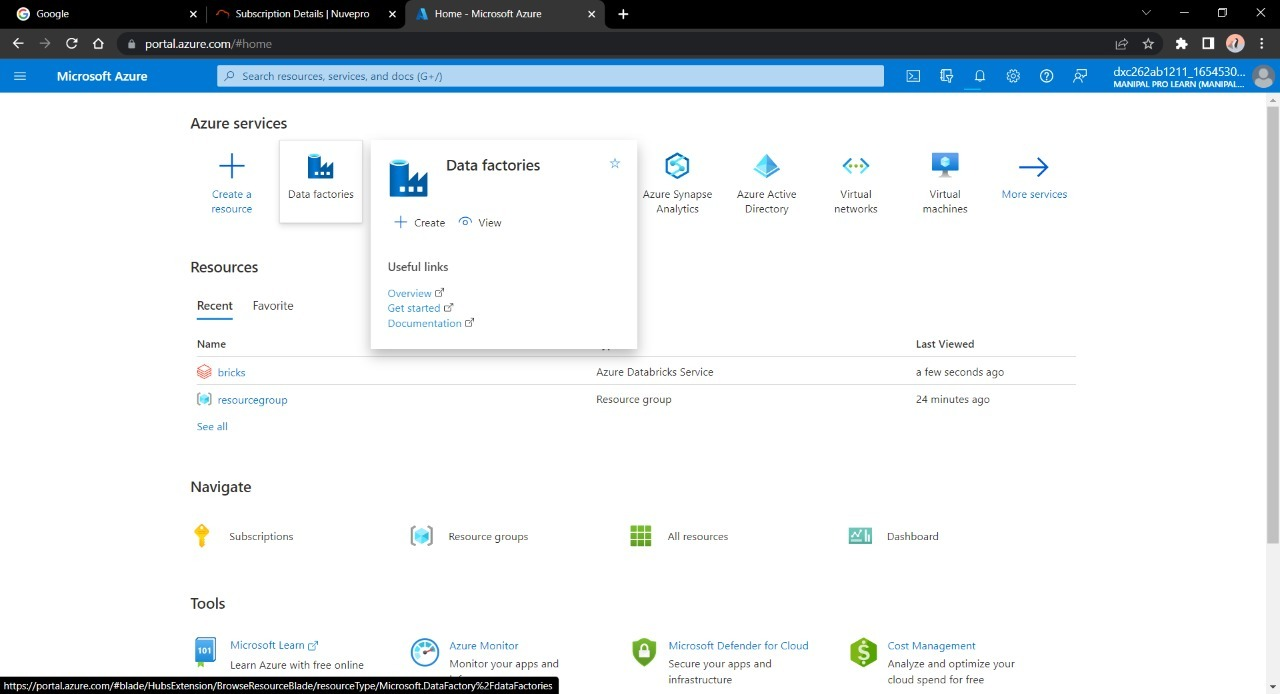 Google
Subscription Details | Nuvepro
Home - Microsoft Azure
portal.azure.com/#home
Microsoft Azure
Search resources, services, and docs (G+/)
dxc262ab1211_1654530...
MANIPAL PRO LEARN (MANIPAL...
Azure services
Create a resource
Data factories
Data factories
Create
View
Useful links
Overview
Get started
Documentation
Azure Synapse Analytics
Azure Active Directory
Virtual networks
Virtual machines
More services
Resources
Recent
Favorite
Name
Last Viewed
bricks
Azure Databricks Service
a few seconds ago
resourcegroup
Resource group
24 minutes ago
See all
Navigate
Subscriptions
Resource groups
All resources
Dashboard
Tools
101
Microsoft Learn
Learn Azure with free online
Azure Monitor
Monitor your apps and
Microsoft Defender for Cloud
Secure your apps and
infrastructure
Cost Management
Analyze and optimize your
cloud spend for free
https://portal.azure.com/#blade/HubsExtension/BrowseResourceBlade/resourceType/Microsoft.DataFactory%2FdataFactories